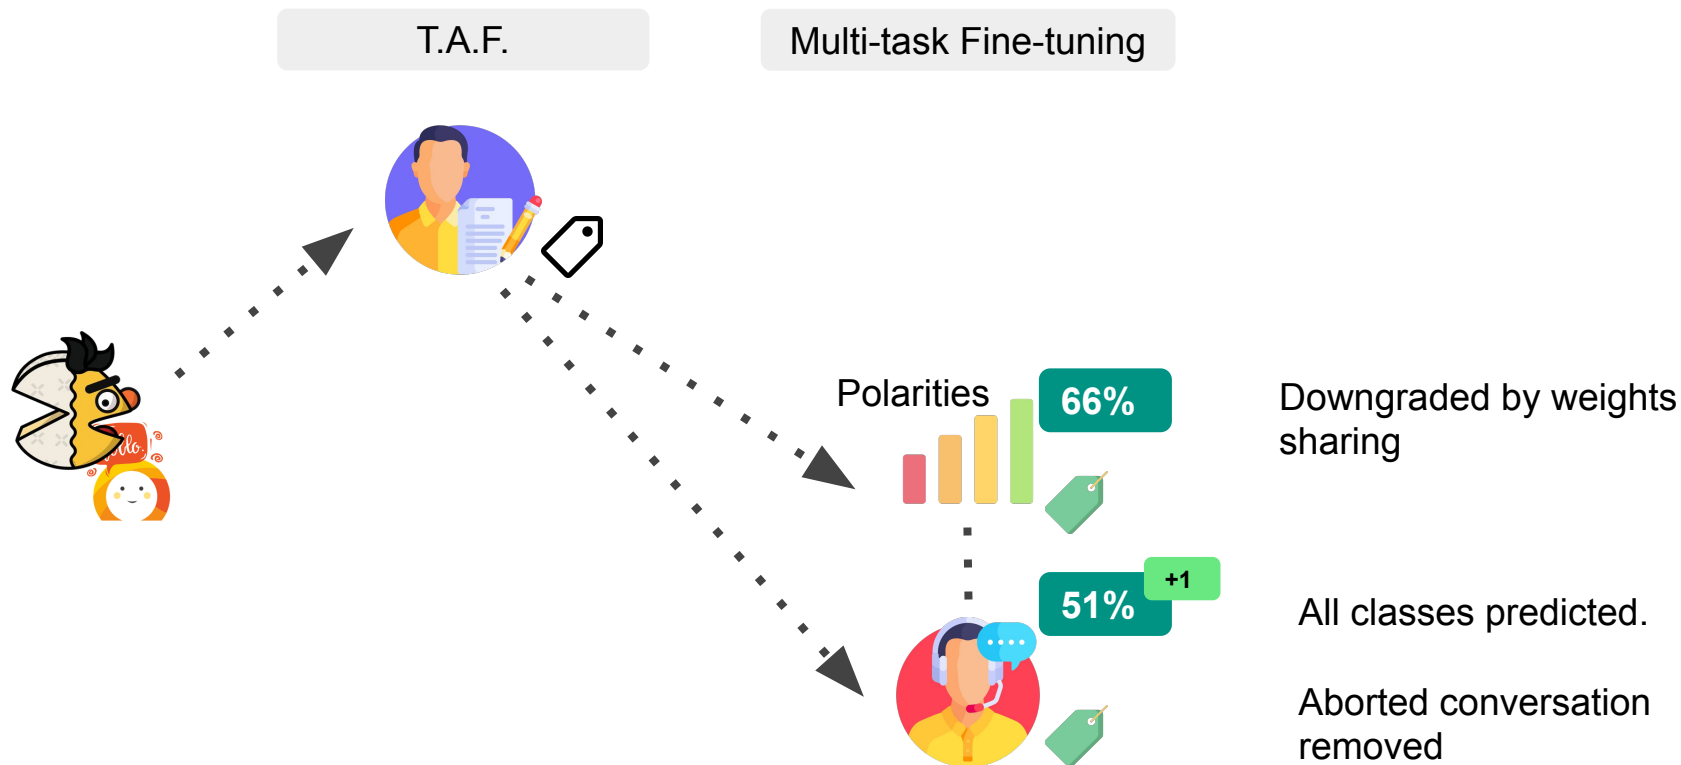 T.A.F.
Multi-task Fine-tuning
Polarities
66%
Downgraded by weights
sharing
+1
51%
All classes predicted.
Aborted conversation
removed